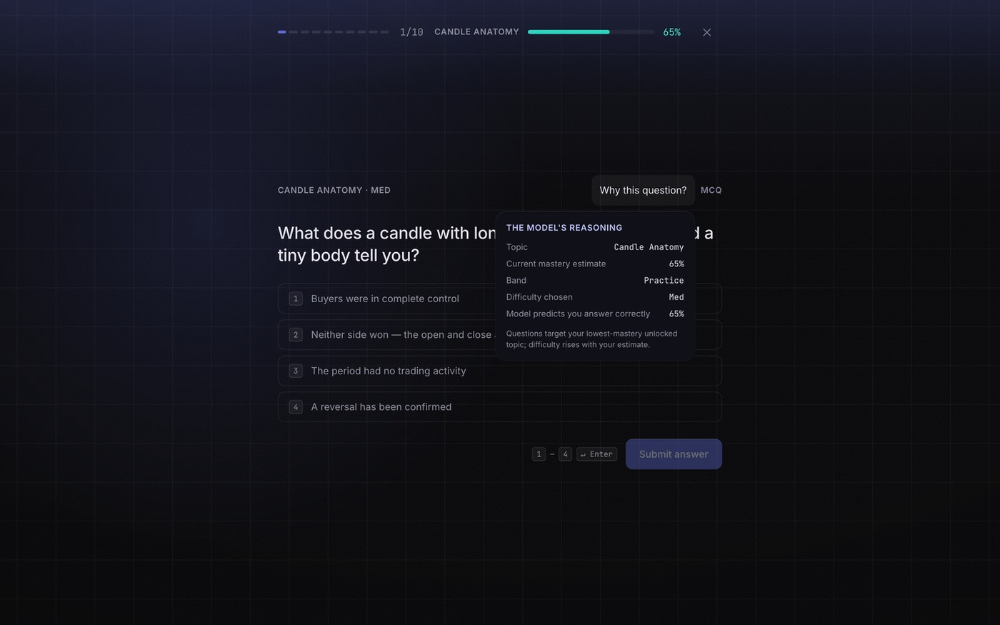 1/10 CANDLE ANATOMY 65%
CANDLE ANATOMY · MED
Why this question? MCQ
What does a candle with lon d a
tiny body tell you?
THE MODEL'S REASONING
Topic Candle Anatomy
Current mastery estimate 65%
Band Practice
Difficulty chosen Med
Model predicts you answer correctly 65%
Questions target your lowest-mastery unlocked
topic; difficulty rises with your estimate.
1 Buyers were in complete control
2 Neither side won — the open and close
3 The period had no trading activity
4 A reversal has been confirmed
1 – 4 ↵ Enter Submit answer